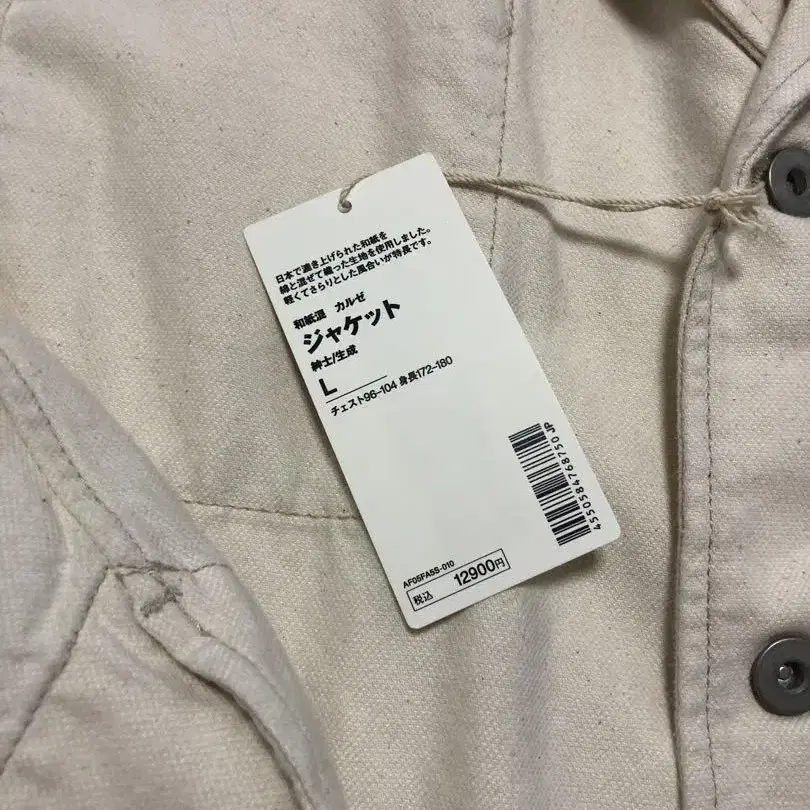 日本で漉き上げられた和紙を
綿と混ぜて織った生地を使用しました。
軽くてさらりとした風合いが特長です。
和紙混 カルゼ
ジャケット
紳士/生成
L
チェスト96-104 身長172-180
4550584768750 JP
AF05FASS-010
税込 12900円